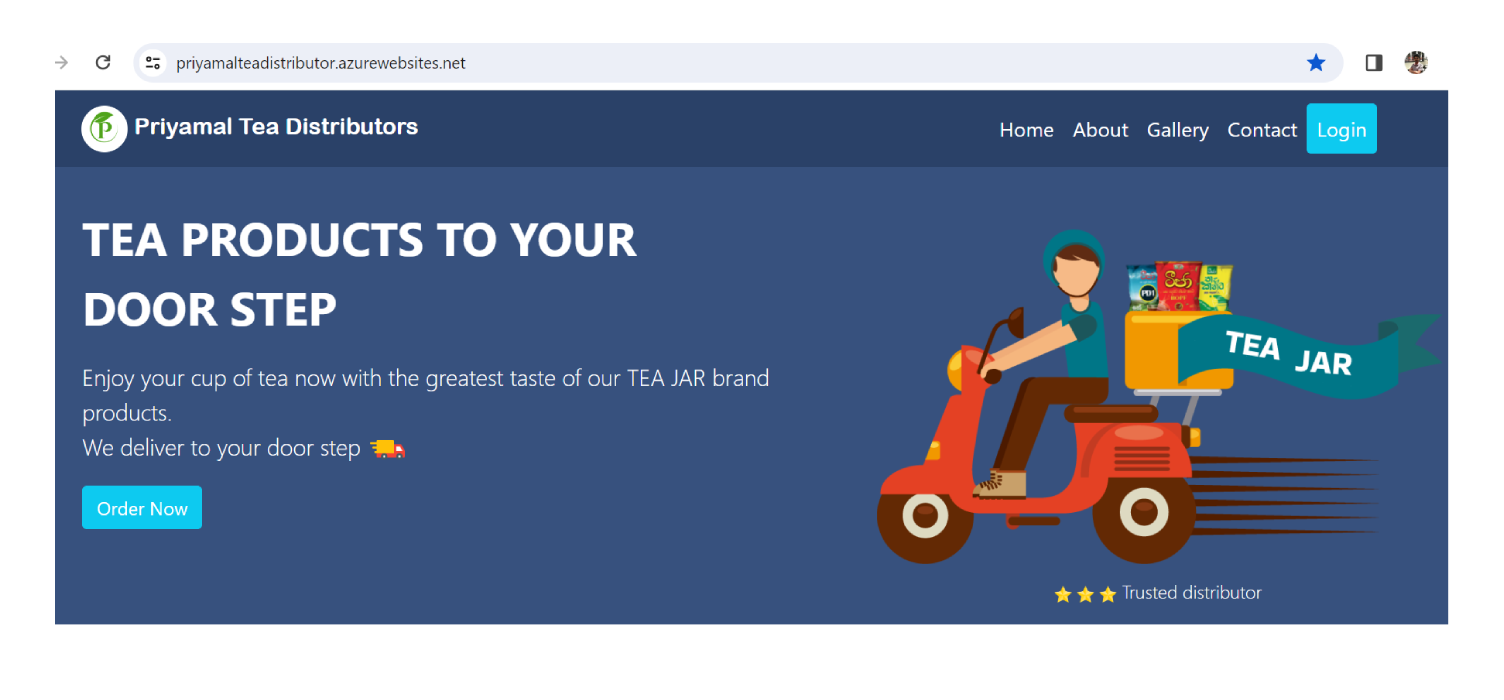 priyamalteadistributor.azurewebsites.net
Priyamal Tea Distributors
Home About Gallery Contact Login
TEA PRODUCTS TO YOUR
DOOR STEP
Enjoy your cup of tea now with the greatest taste of our TEA JAR brand
products.
We deliver to your door step
Order Now
PD1
BOPF
TEA JAR
Trusted distributor